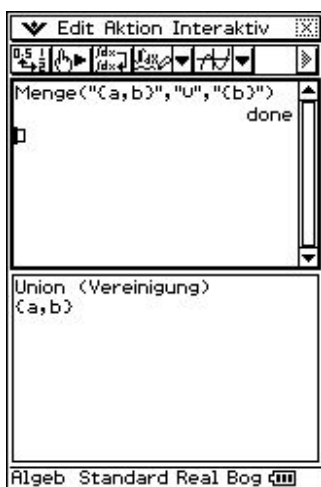 Edit Aktion Interaktiv
Menge("{a,b}","∪","{b}")
done
Union (Vereinigung)
{a,b}
Algeb Standard Real Bog